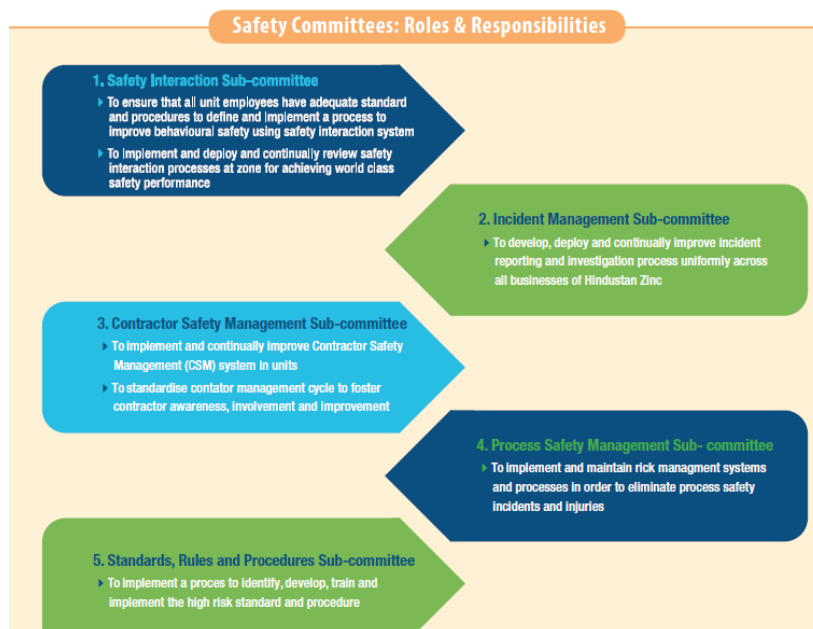 Safety Committees: Roles & Responsibilities
1. Safety Interaction Sub-committee
To ensure that all unit employees have adequate standard
and procedures to define and implement a process to
improve behavioural safety using safety interaction system
To implement and deploy and continually review safety
interaction processes at zone for achieving world class
safety performance
2. Incident Management Sub-committee
To develop, deploy and continually improve incident
reporting and investigation process uniformly across
all businesses of Hindustan Zinc
3. Contractor Safety Management Sub-committee
To implement and continually improve Contractor Safety
Management (CSM) system in units
To standardise contator management cycle to foster
contractor awareness, involvement and improvement
4. Process Safety Management Sub- committee
To implement and maintain rick managment systems
and processes in order to eliminate process safety
incidents and injuries
5. Standards, Rules and Procedures Sub-committee
To implement a proces to identify, develop, train and
implement the high risk standard and procedure